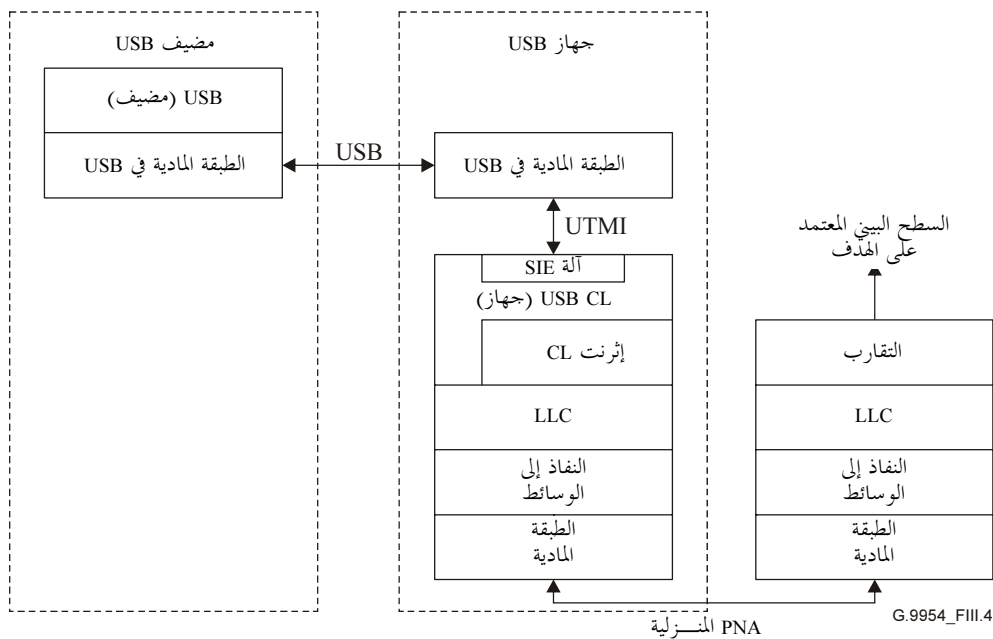 مضيف USB
جهاز USB
USB (مضيف)
الطبقة المادية في USB
USB
الطبقة المادية في USB
UTMI
السطح البيني المعتمد
على الهدف
آلة SIE
USB CL (جهاز)
إثرنت CL
التقارب
LLC
LLC
النفاذ إلى
الوسائط
النفاذ إلى
الوسائط
الطبقة
المادية
الطبقة
المادية
G.9954_FIII.4
PNA المنـزلية